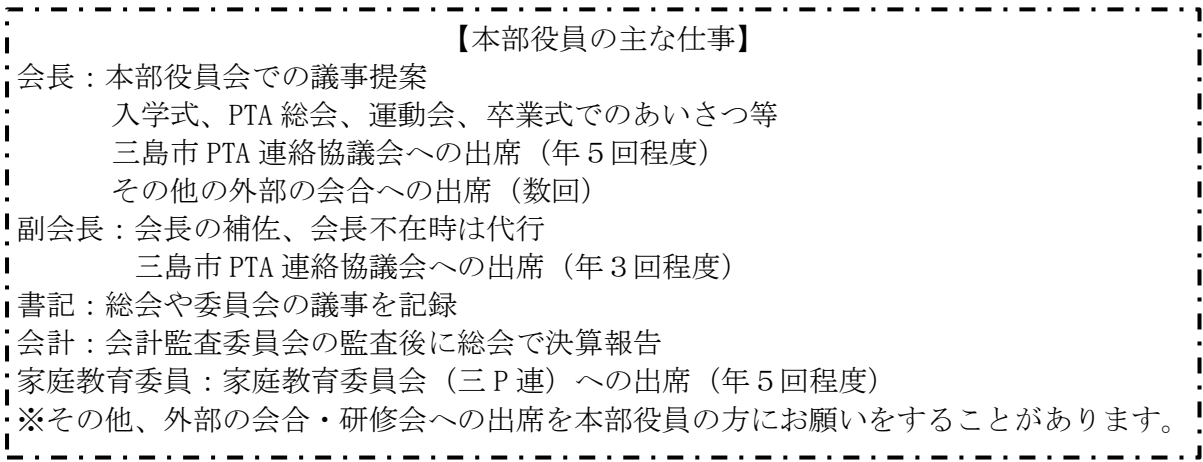 【本部役員の主な仕事】
会長：本部役員会での議事提案
入学式、PTA 総会、運動会、卒業式でのあいさつ等
三島市 PTA 連絡協議会への出席（年５回程度）
その他の外部の会合への出席（数回）
副会長：会長の補佐、会長不在時は代行
三島市 PTA 連絡協議会への出席（年３回程度）
書記：総会や委員会の議事を記録
会計：会計監査委員会の監査後に総会で決算報告
家庭教育委員：家庭教育委員会（三Ｐ連）への出席（年５回程度）
※その他、外部の会合・研修会への出席を本部役員の方にお願いをすることがあります。